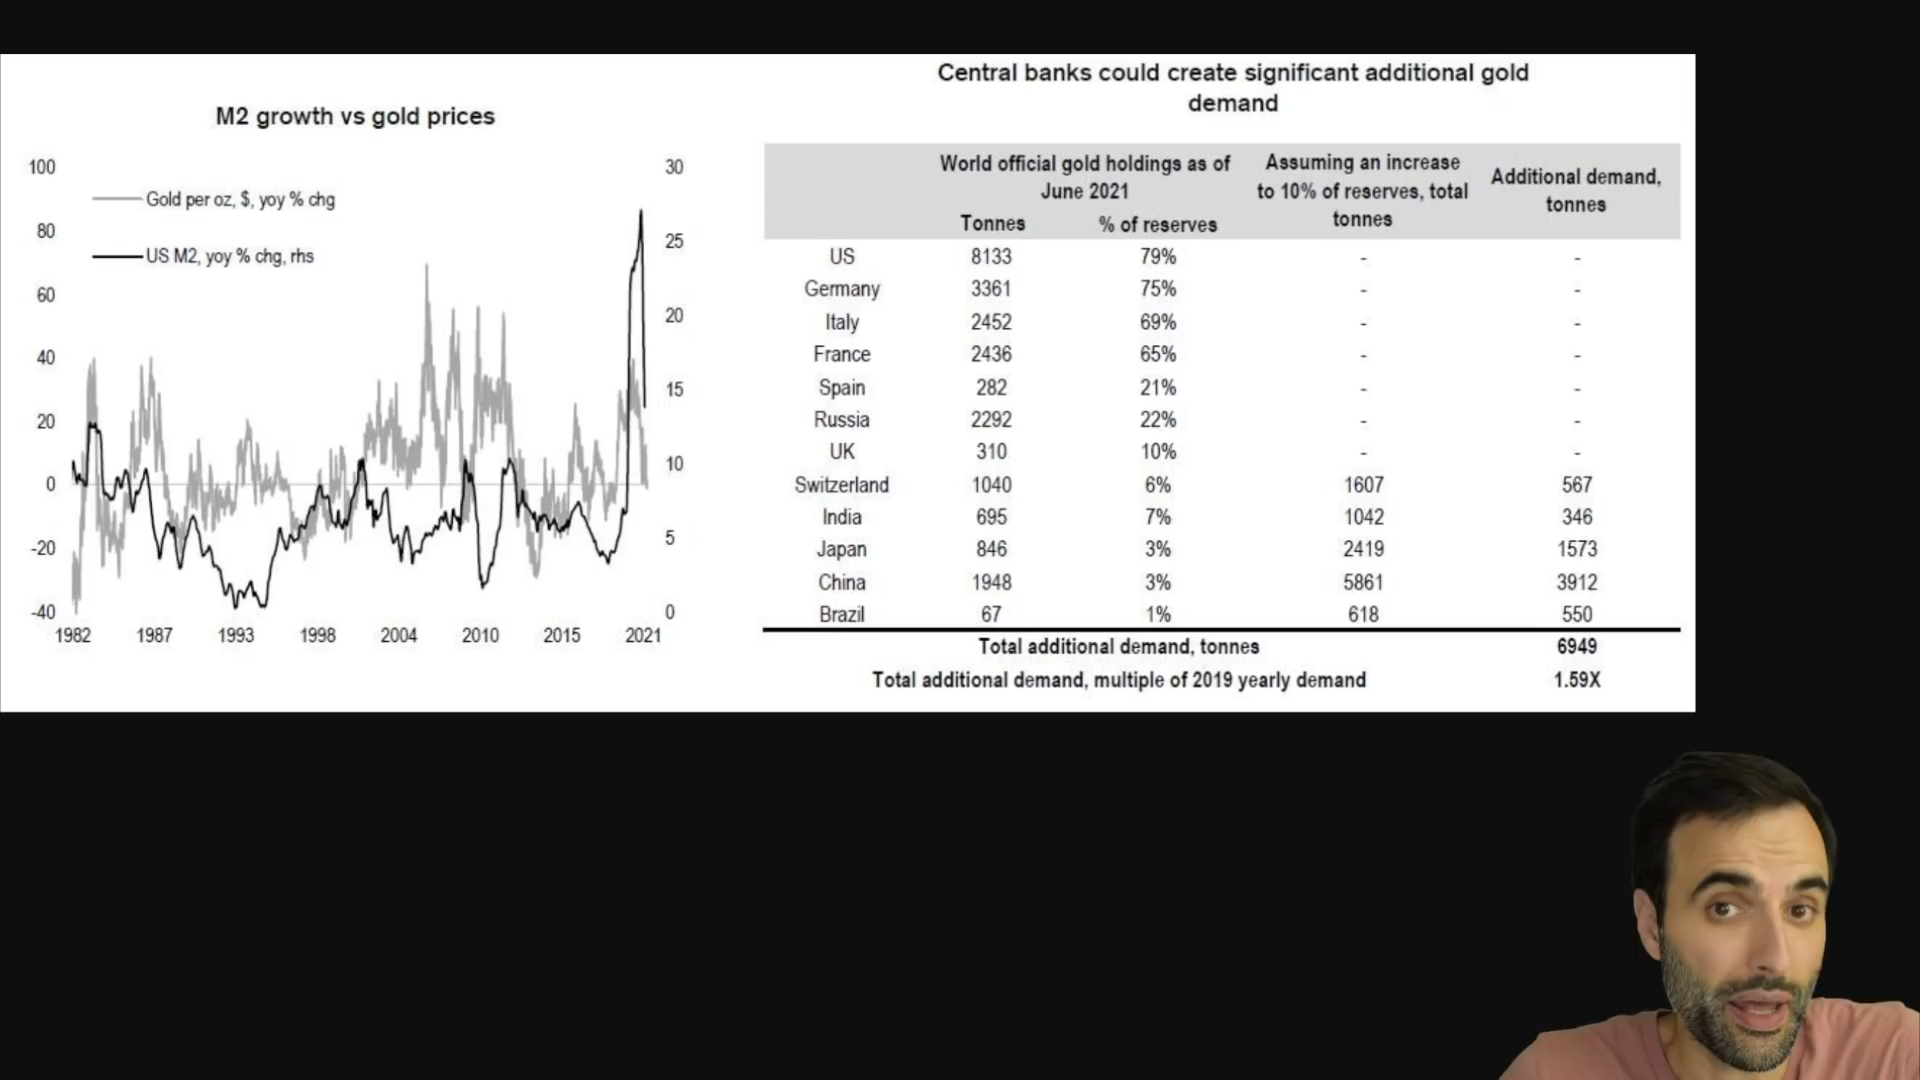 M2 growth vs gold prices
100
80
60
40
20
0
-20
-40
30
25
20
15
10
5
0
Gold per oz, $, yoy % chg
US M2, yoy % chg, rhs
1982 1987 1993 1998 2004 2010 2015 2021
Central banks could create significant additional gold
demand
World official gold holdings as of
June 2021
Tonnes % of reserves
Assuming an increase
to 10% of reserves, total
tonnes
Additional demand,
tonnes
US 8133 79% - -
Germany 3361 75% - -
Italy 2452 69% - -
France 2436 65% - -
Spain 282 21% - -
Russia 2292 22% - -
UK 310 10% - -
Switzerland 1040 6% 1607 567
India 695 7% 1042 346
Japan 846 3% 2419 1573
China 1948 3% 5861 3912
Brazil 67 1% 618 550
Total additional demand, tonnes 6949
Total additional demand, multiple of 2019 yearly demand 1.59X